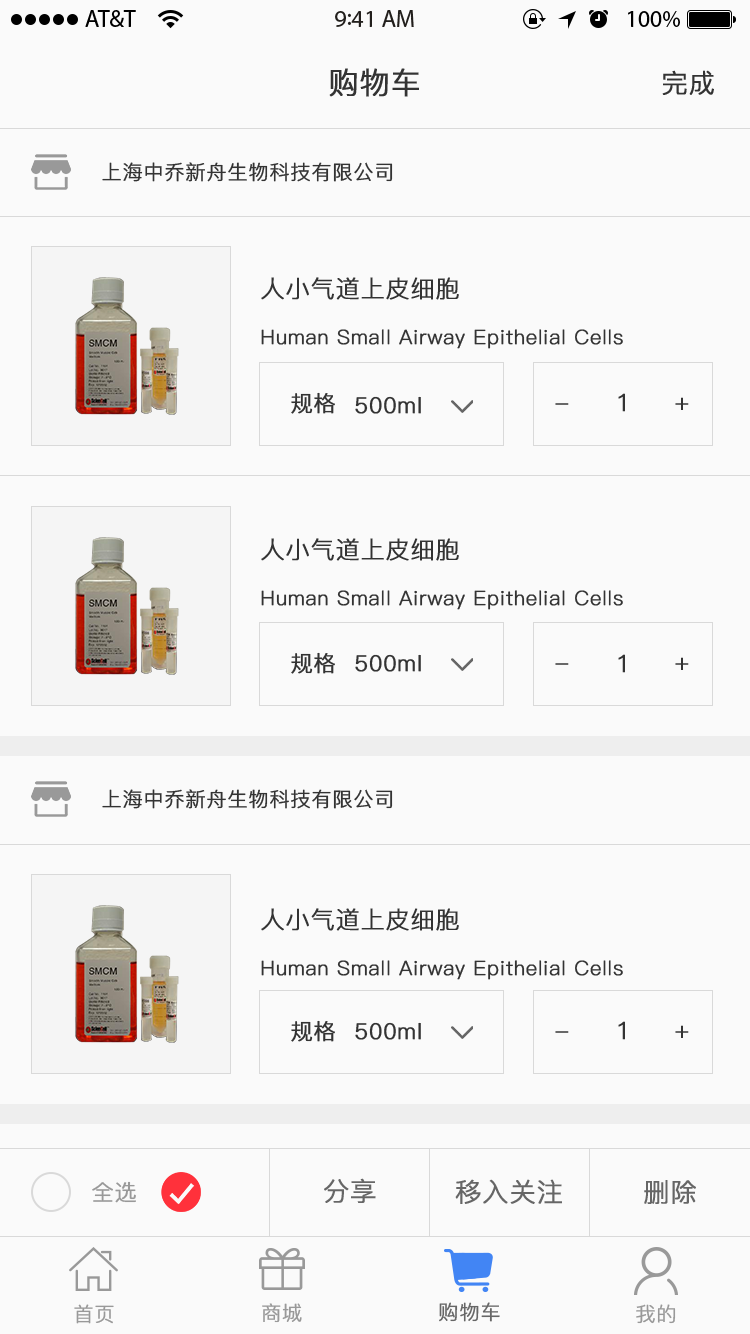 AT&T 9:41 AM 100%
购物车 完成
上海中乔新舟生物科技有限公司
SMCM
人小气道上皮细胞
Human Small Airway Epithelial Cells
规格 500ml − 1 +
SMCM
人小气道上皮细胞
Human Small Airway Epithelial Cells
规格 500ml − 1 +
上海中乔新舟生物科技有限公司
SMCM
人小气道上皮细胞
Human Small Airway Epithelial Cells
规格 500ml − 1 +
全选 分享 移入关注 删除
首页 商城 购物车 我的